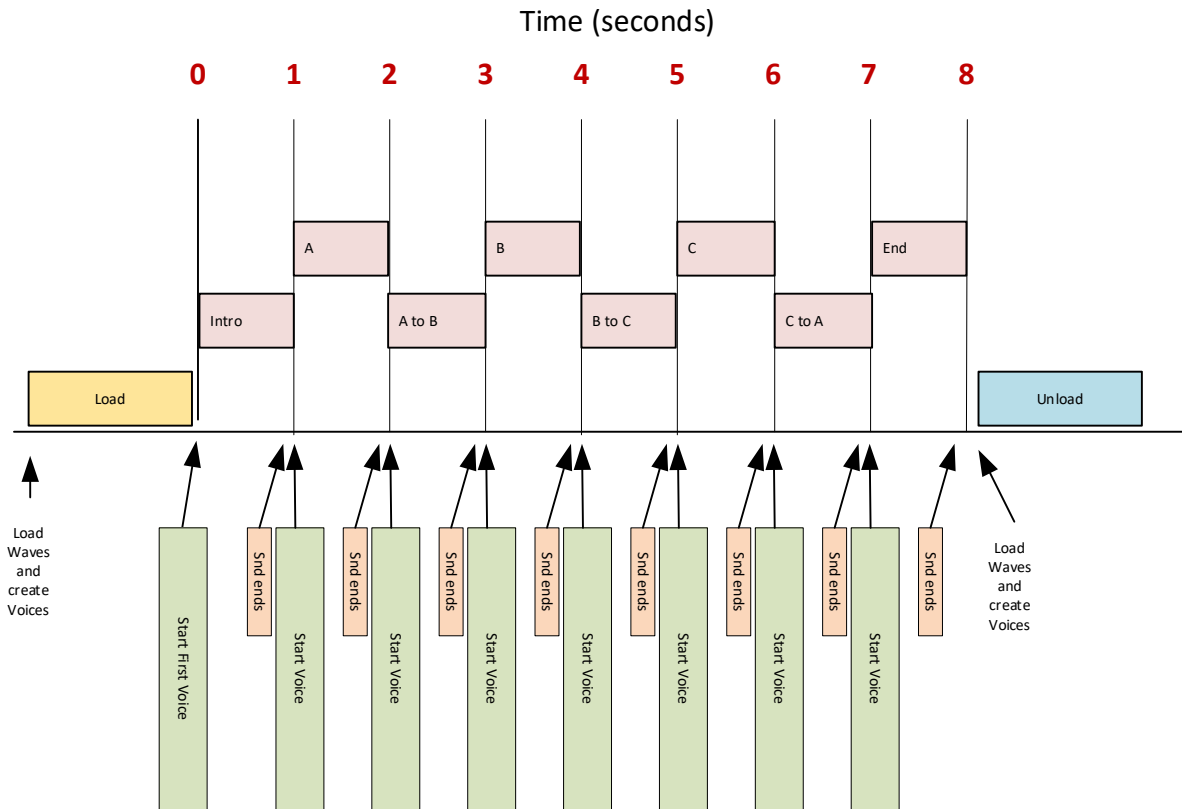 Time (seconds)
0 1 2 3 4 5 6 7 8
A B C End
Intro A to B B to C C to A
Load Unload
Load
Waves
and
create
Voices
Start First Voice
Snd ends
Start Voice
Snd ends
Start Voice
Snd ends
Start Voice
Snd ends
Start Voice
Snd ends
Start Voice
Snd ends
Start Voice
Snd ends
Start Voice
Snd ends
Load
Waves
and
create
Voices